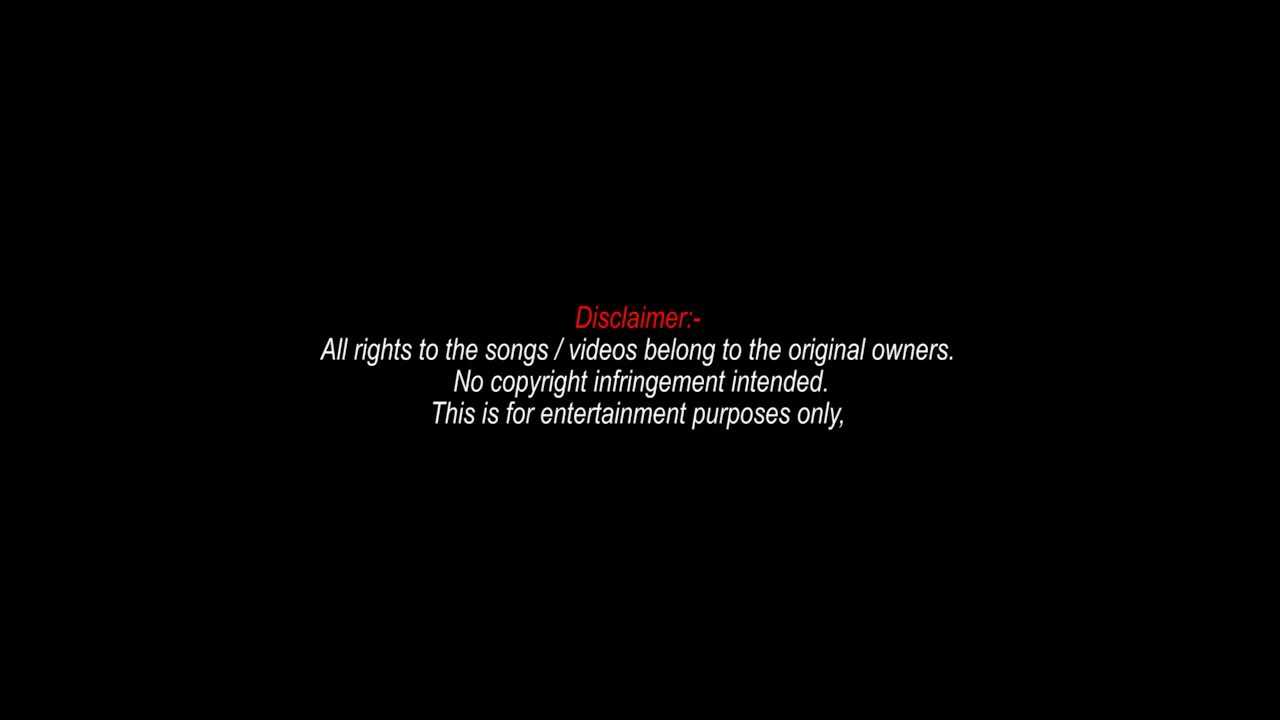 Disclaimer:-
All rights to the songs / videos belong to the original owners.
No copyright infringement intended.
This is for entertainment purposes only,